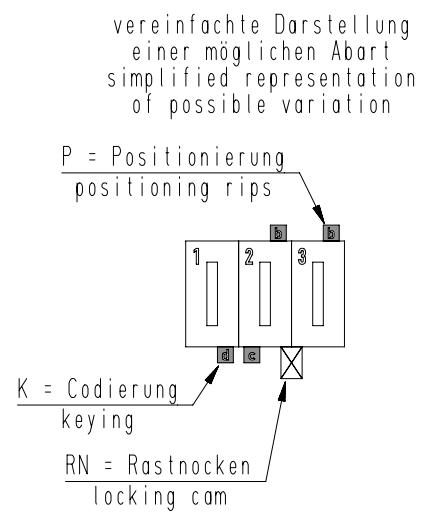 vereinfachte Darstellung
einer möglichen Abart
simplified representation
of possible variation
P = Positionierung
positioning rips
b b
1 2 3
d c
K = Codierung
keying
RN = Rastnocken
locking cam